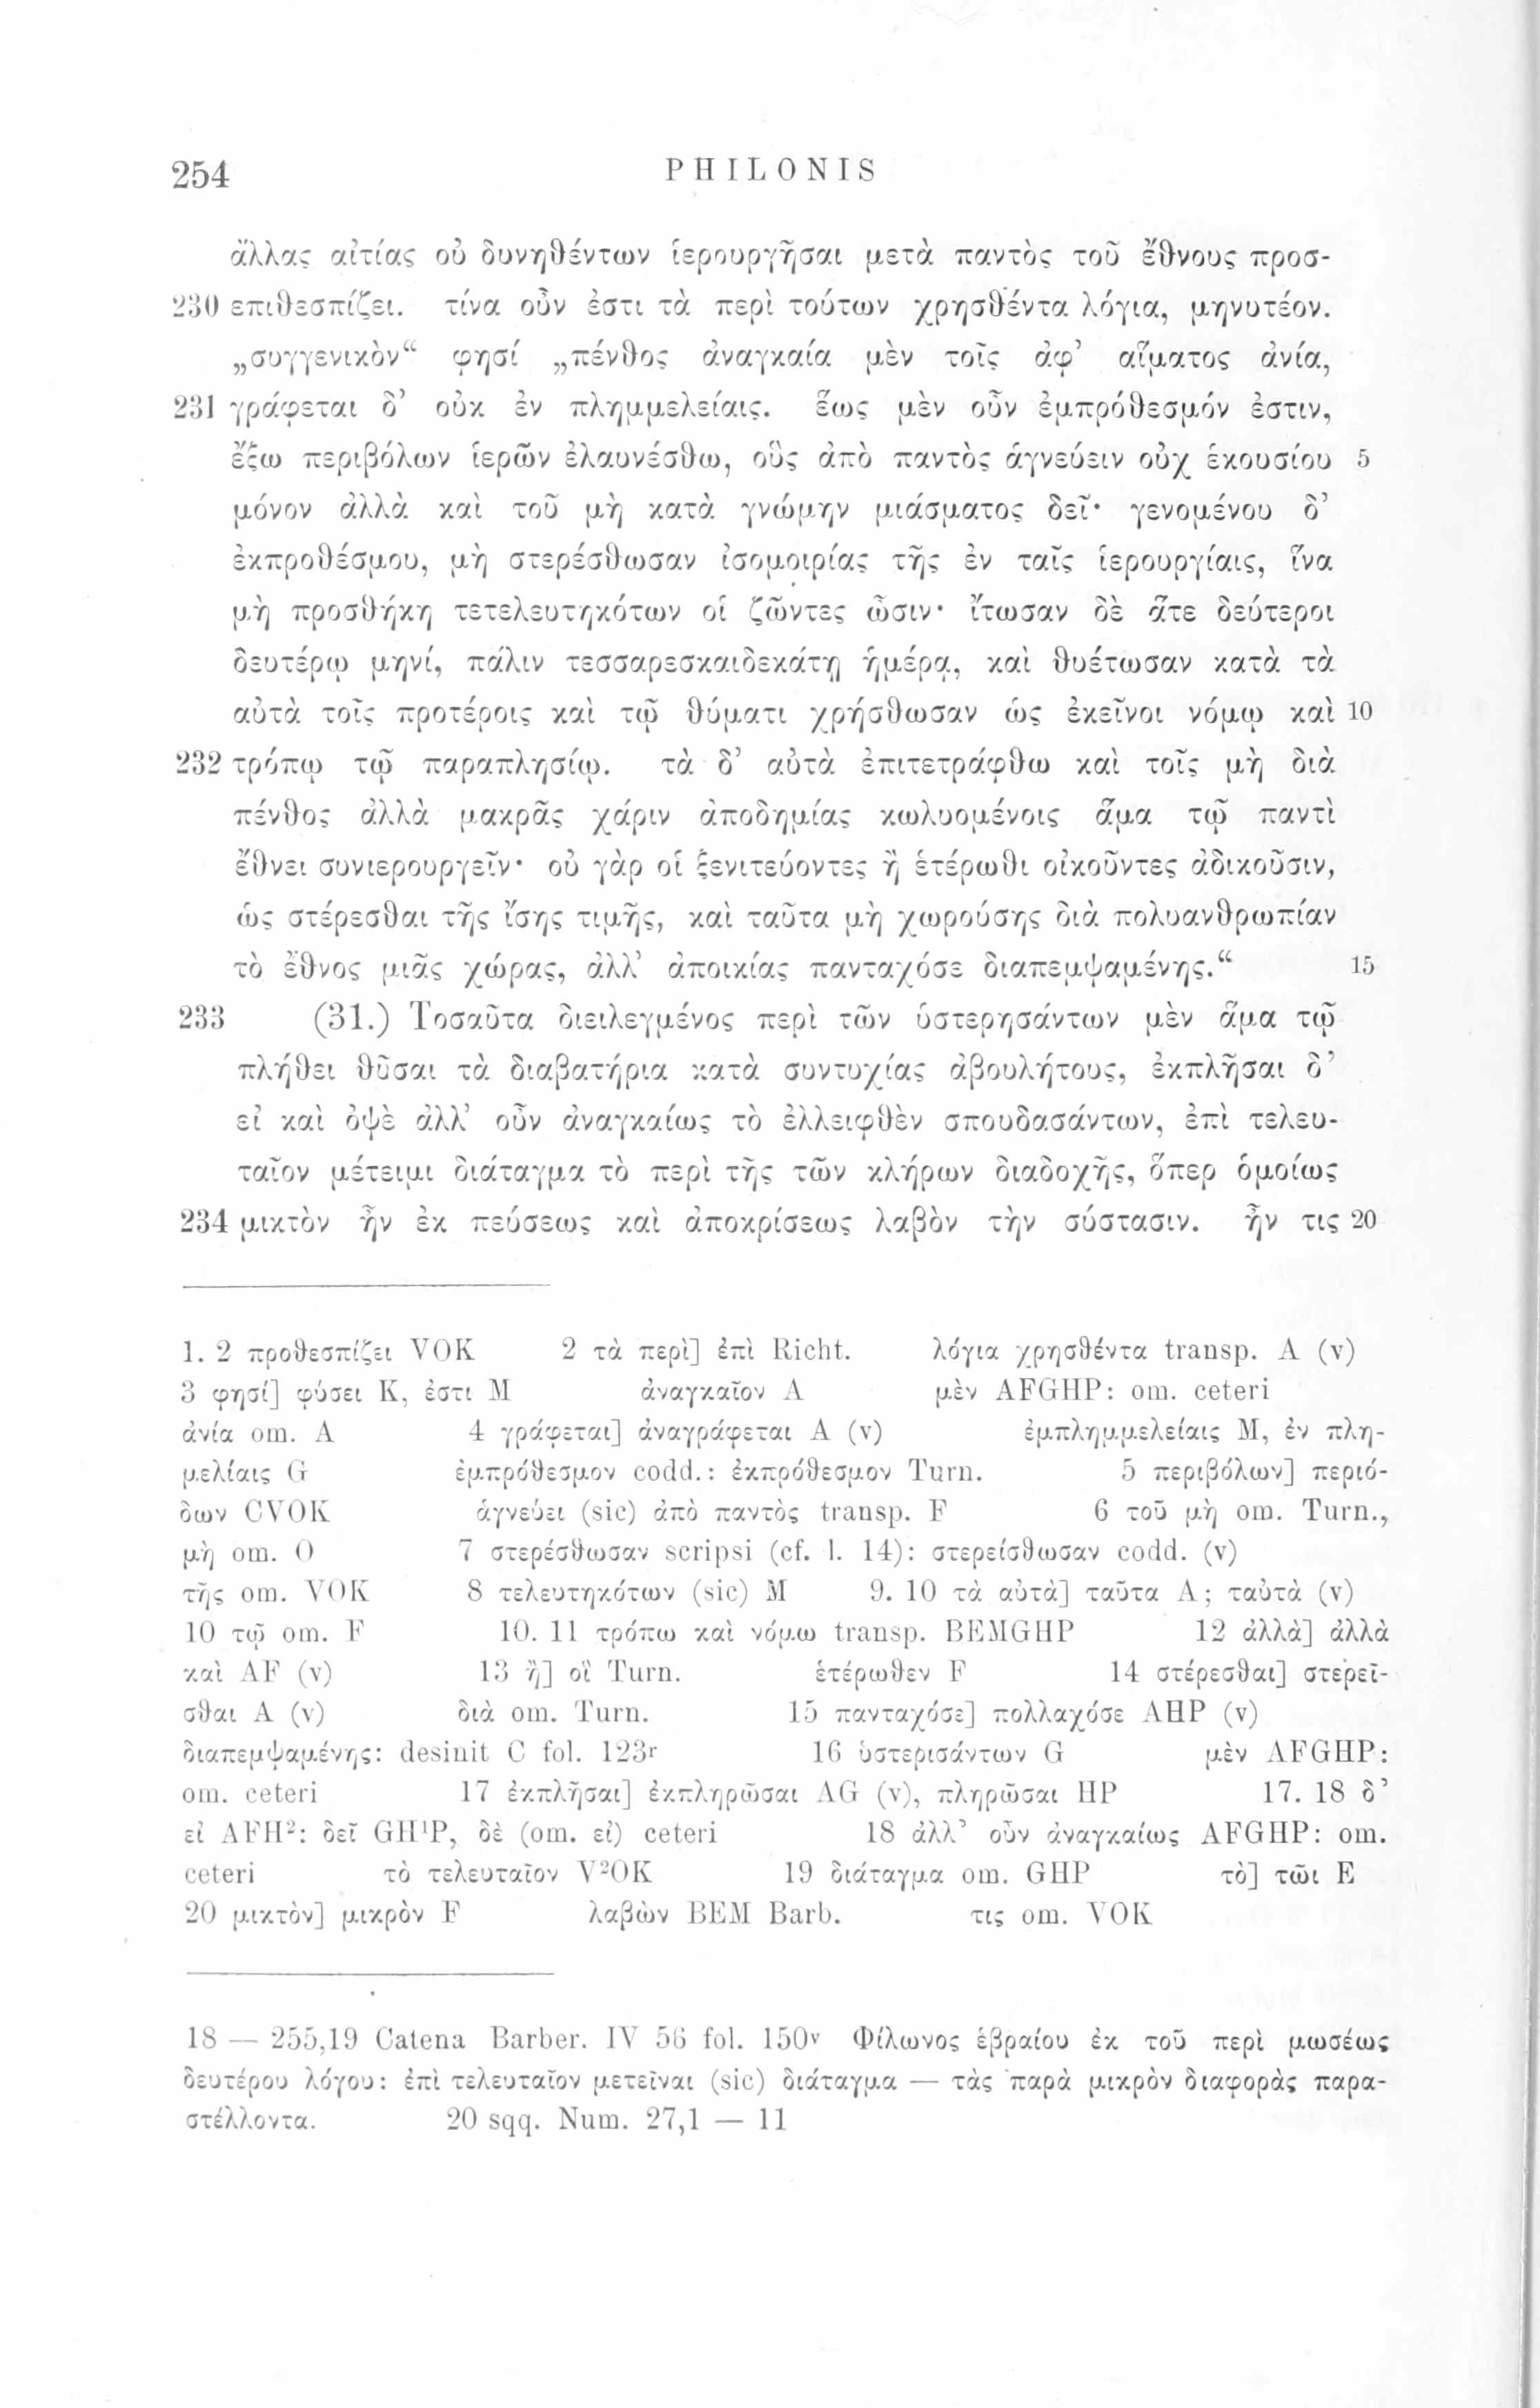 254 PHILONIS
ἄλλας αἰτίας οὐ δυνηθέντων ἱερουργῆσαι μετὰ παντὸς τοῦ ἔθνους προσ-
230 επιθεσπίζει. τίνα οὖν ἐστι τὰ περὶ τούτων χρησθέντα λόγια, μηνυτέον.
„συγγενικὸν“ φησί „πένθος ἀναγκαία μὲν τοῖς ἀφ’ αἵματος ἀνία,
231 γράφεται δ’ οὐκ ἐν πλημμελείαις. ἕως μὲν οὖν ἐμπρόθεσμόν ἐστιν,
ἔξω περιβόλων ἱερῶν ἐλαυνέσθω, οὓς ἀπὸ παντὸς ἁγνεύειν οὐχ ἑκουσίου 5
μόνον ἀλλὰ καὶ τοῦ μὴ κατὰ γνώμην μιάσματος δεῖ· γενομένου δ’
ἐκπροθέσμου, μὴ στερέσθωσαν ἰσομοιρίας τῆς ἐν ταῖς ἱερουργίαις, ἵνα
μὴ προσθήκη τετελευτηκότων οἱ ζῶντες ὦσιν· ἴτωσαν δὲ ἅτε δεύτεροι
δευτέρῳ μηνί, πάλιν τεσσαρεσκαιδεκάτῃ ἡμέρᾳ, καὶ θυέτωσαν κατὰ τὰ
αὐτὰ τοῖς προτέροις καὶ τῷ θύματι χρήσθωσαν ὡς ἐκεῖνοι νόμῳ καὶ 10
232 τρόπῳ τῷ παραπλησίῳ. τὰ δ’ αὐτὰ ἐπιτετράφθω καὶ τοῖς μὴ διὰ
πένθος ἀλλὰ μακρᾶς χάριν ἀποδημίας κωλυομένοις ἅμα τῷ παντὶ
ἔθνει συνιερουργεῖν· οὐ γὰρ οἱ ξενιτεύοντες ἢ ἑτέρωθι οἰκοῦντες ἀδικοῦσιν,
ὡς στέρεσθαι τῆς ἴσης τιμῆς, καὶ ταῦτα μὴ χωρούσης διὰ πολυανθρωπίαν
τὸ ἔθνος μιᾶς χώρας, ἀλλ’ ἀποικίας πανταχόσε διαπεμψαμένης.“ 15
233 (31.) Τοσαῦτα διειλεγμένος περὶ τῶν ὑστερησάντων μὲν ἅμα τῷ
πλήθει θῦσαι τὰ διαβατήρια κατὰ συντυχίας ἀβουλήτους, ἐκπλῆσαι δ’
εἰ καὶ ὀψὲ ἀλλ’ οὖν ἀναγκαίως τὸ ἐλλειφθὲν σπουδασάντων, ἐπὶ τελευ-
ταῖον μέτειμι διάταγμα τὸ περὶ τῆς τῶν κλήρων διαδοχῆς, ὅπερ ὁμοίως
234 μικτὸν ἦν ἐκ πεύσεως καὶ ἀποκρίσεως λαβὸν τὴν σύστασιν. ἦν τις 20
1. 2 προθεσπίζει VOK 2 τὰ περὶ] ἐπὶ Richt. λόγια χρησθέντα transp. A (v)
3 φησί] φύσει K, ἐστι M ἀναγκαῖον A μὲν AFGHP: om. ceteri
ἀνία om. A 4 γράφεται] ἀναγράφεται A (v) ἐμπλημμελείαις M, ἐν πλη-
μελίαις G ἐμπρόθεσμον codd.: ἐκπρόθεσμον Turn. 5 περιβόλων] περιό-
δων CVOK ἁγνεύει (sic) ἀπὸ παντὸς transp. F 6 τοῦ μὴ om. Turn.,
μὴ om. O 7 στερέσθωσαν scripsi (cf. l. 14): στερείσθωσαν codd. (v)
τῆς om. VOK 8 τελευτηκότων (sic) M 9. 10 τὰ αὐτὰ] ταῦτα A; ταὐτὰ (v)
10 τῷ om. F 10. 11 τρόπω καὶ νόμω transp. BEMGHP 12 ἀλλὰ] ἀλλὰ
καὶ AF (v) 13 ἢ] οἳ Turn. ἑτέρωθεν F 14 στέρεσθαι] στερεῖ-
σθαι A (v) διὰ om. Turn. 15 πανταχόσε] πολλαχόσε AHP (v)
διαπεμψαμένης: desinit C fol. 123r 16 ὑστερισάντων G μὲν AFGHP:
om. ceteri 17 ἐκπλῆσαι] ἐκπληρῶσαι AG (v), πληρῶσαι HP 17. 18 δ’
εἰ AFH²: δεῖ GH¹P, δὲ (om. εἰ) ceteri 18 ἀλλ’ οὖν ἀναγκαίως AFGHP: om.
ceteri τὸ τελευταῖον V²OK 19 διάταγμα om. GHP τὸ] τῶι E
20 μικτὸν] μικρὸν F λαβὼν BEM Barb. τις om. VOK
18 — 255,19 Catena Barber. IV 56 fol. 150v Φίλωνος ἑβραίου ἐκ τοῦ περὶ μωσέως
δευτέρου λόγου: ἐπὶ τελευταῖον μετεῖναι (sic) διάταγμα — τὰς παρὰ μικρὸν διαφορὰς παρα-
στέλλοντα. 20 sqq. Num. 27,1 — 11